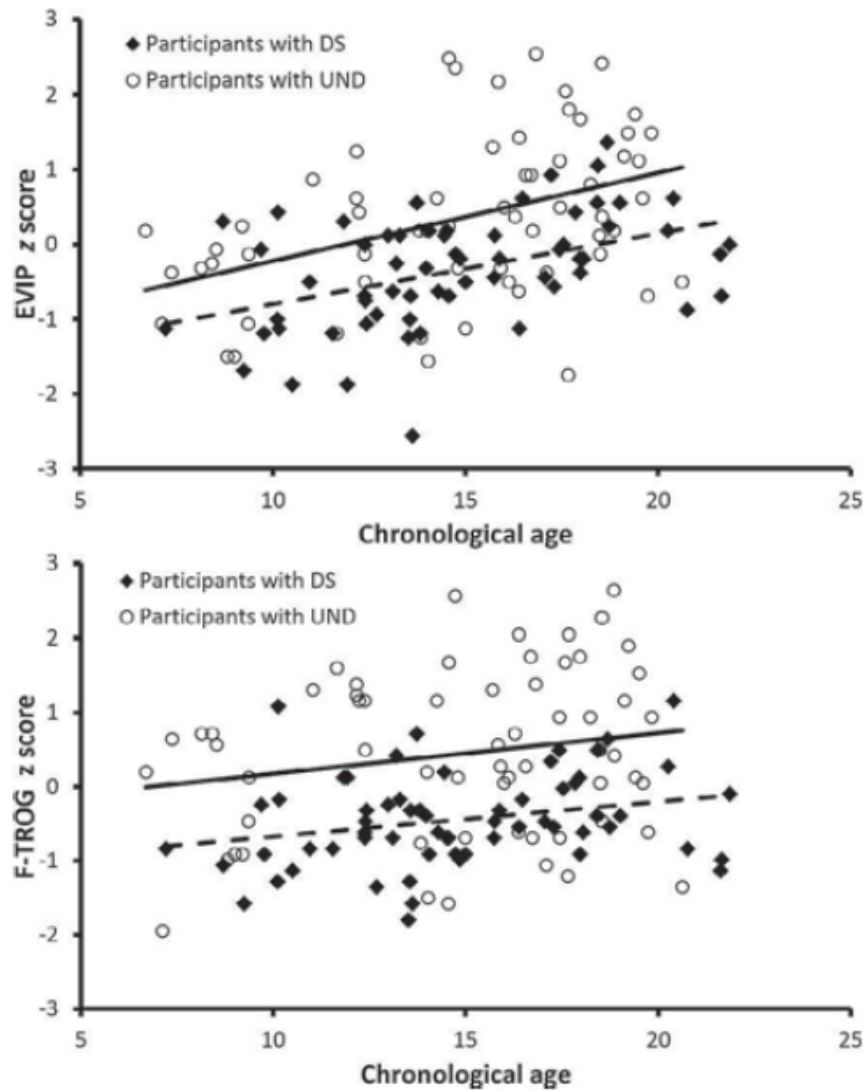 3
Participants with DS
Participants with UND
2
1
0
-1
-2
-3
EVIP z score
5 10 15 20 25
Chronological age
3
Participants with DS
Participants with UND
2
1
0
-1
-2
-3
F-TROG z score
5 10 15 20 25
Chronological age